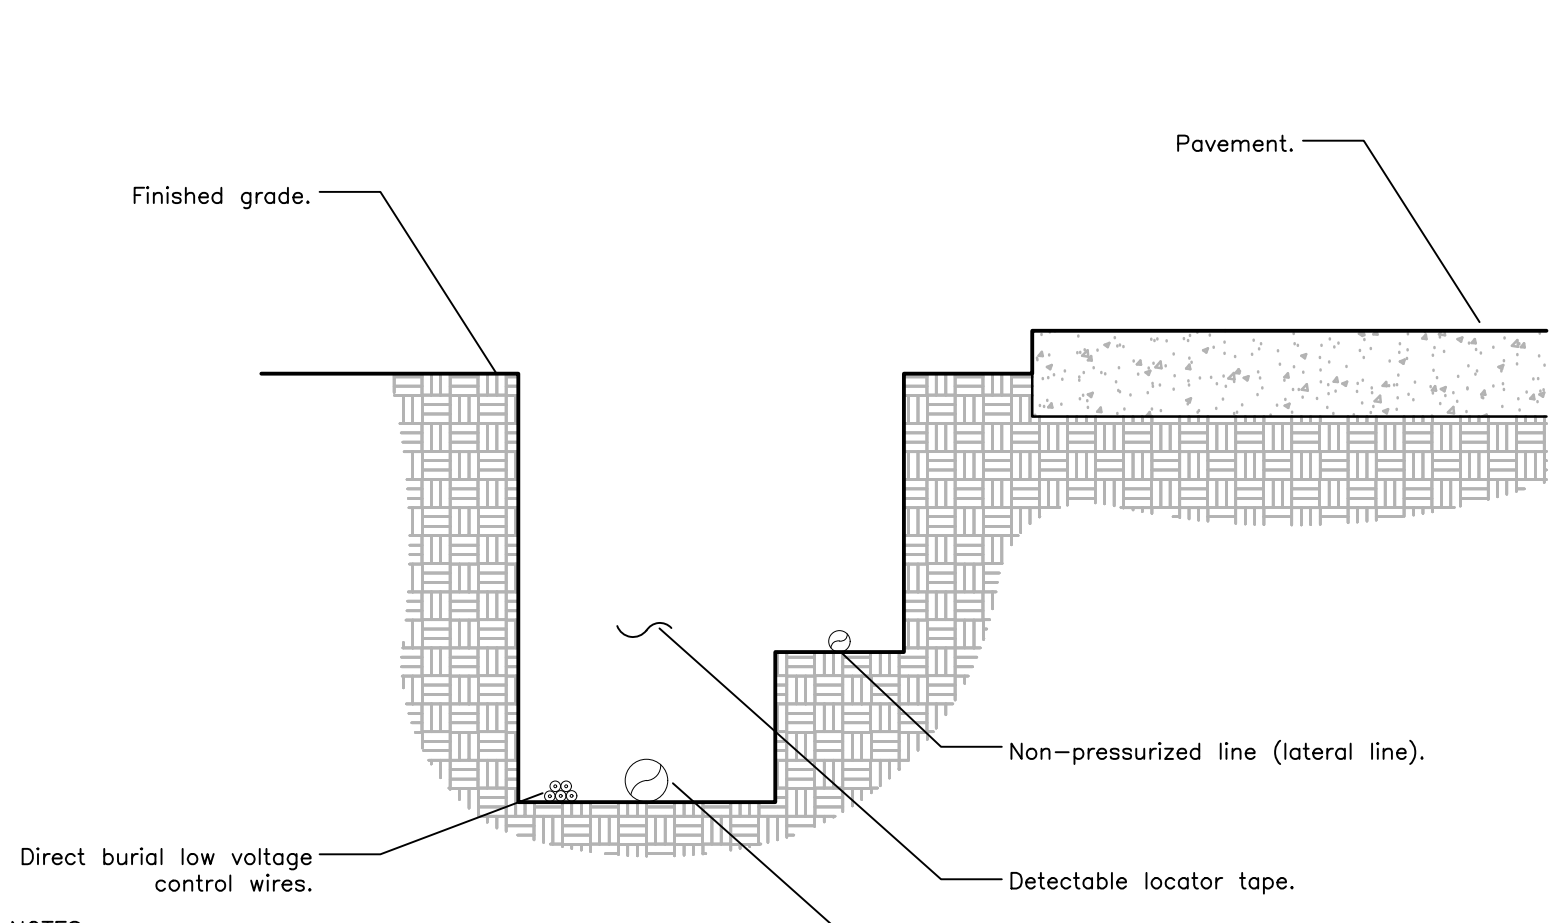 Pavement.
Finished grade.
Non-pressurized line (lateral line).
Direct burial low voltage
control wires.
Detectable locator tape.